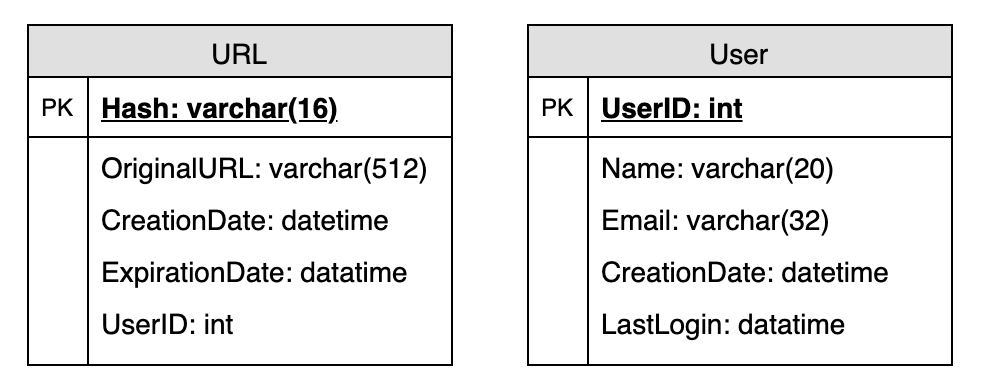 URL
PK
Hash: varchar(16)
OriginalURL: varchar(512)
CreationDate: datetime
ExpirationDate: datatime
UserID: int
User
PK
UserID: int
Name: varchar(20)
Email: varchar(32)
CreationDate: datetime
LastLogin: datatime